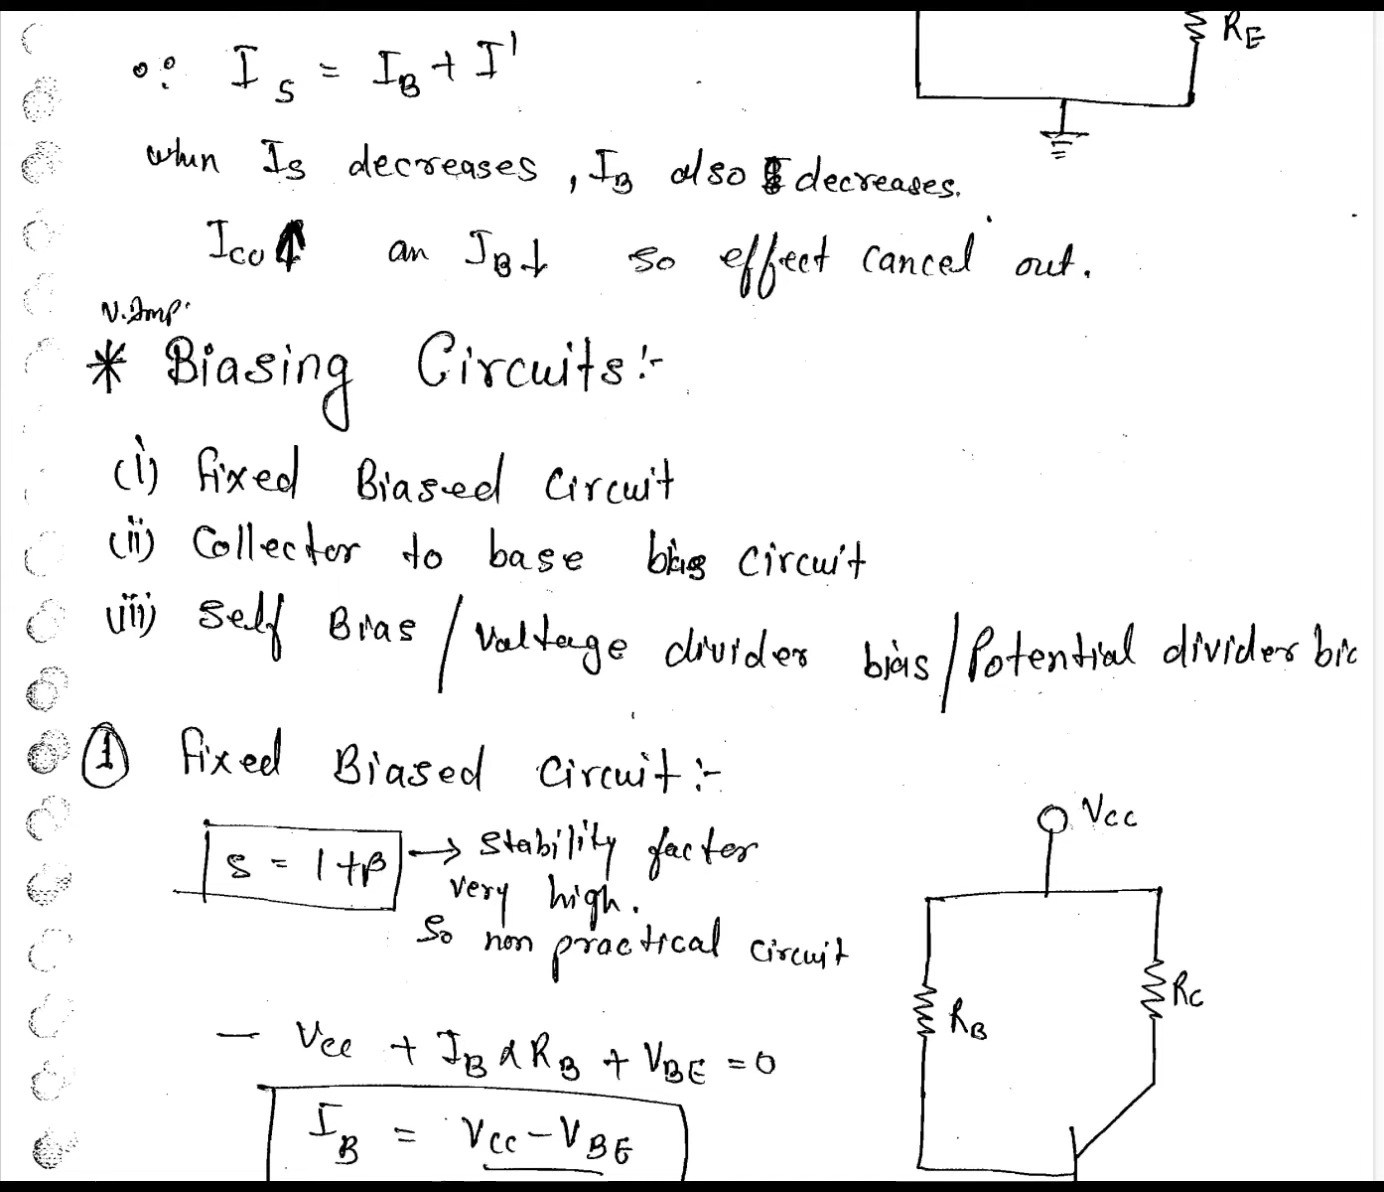 RE
∵ IS = IB + I'
when Is decreases, IB also decreases.
Ico↑ an IB↓ so effect cancel out.
V.Imp.
* Biasing Circuits:-
(i) fixed Biased Circuit
(ii) Collector to base bias Circuit
(iii) Self Bias / Voltage divider bias / Potential divider bia
① fixed Biased Circuit:-
S = 1+β → Stability factor
very high.
So non practical circuit
VCC
RC
RB
- Vcc + IB RB + VBE = 0
IB = Vcc - VBE